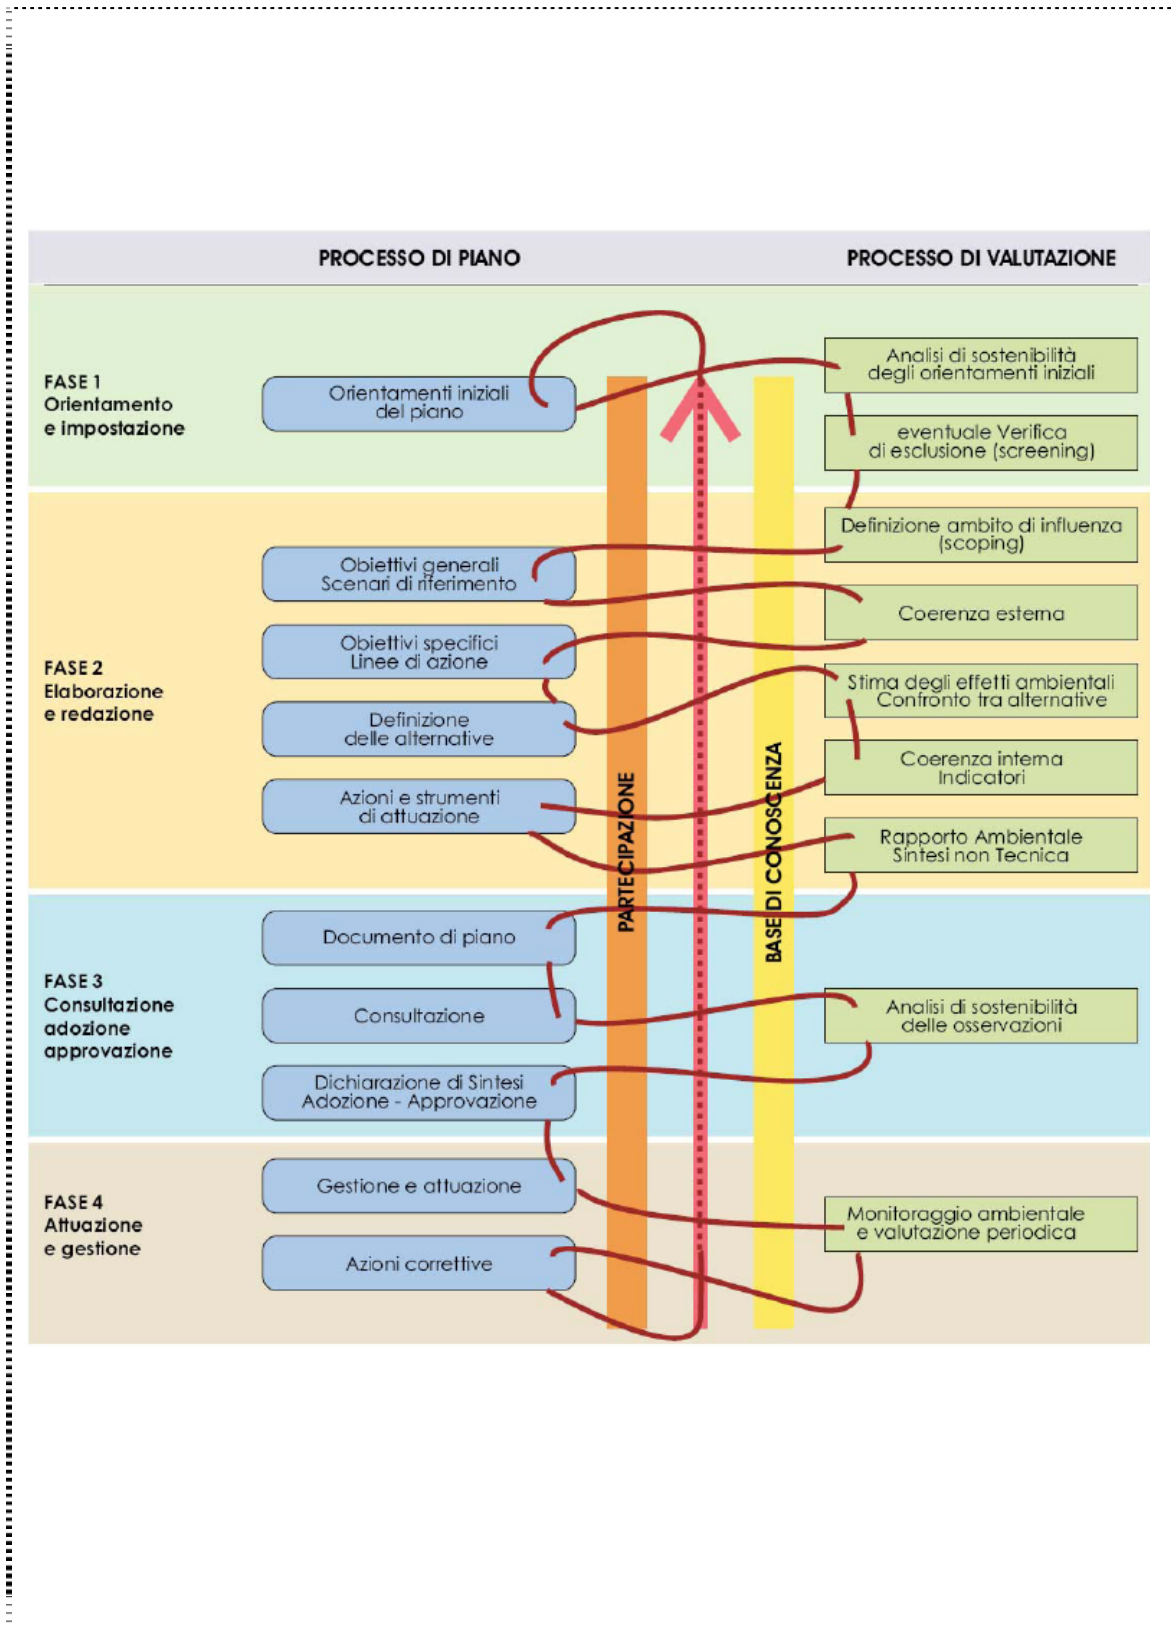 PROCESSO DI PIANO
PROCESSO DI VALUTAZIONE
FASE 1
Orientamento
e impostazione
Orientamenti iniziali
del piano
Analisi di sostenibilità
degli orientamenti iniziali
eventuale Verifica
di esclusione (screening)
FASE 2
Elaborazione
e redazione
Obiettivi generali
Scenari di riferimento
Obiettivi specifici
Linee di azione
Definizione
delle alternative
Azioni e strumenti
di attuazione
Definizione ambito di influenza
(scoping)
Coerenza esterna
Stima degli effetti ambientali
Confronto tra alternative
Coerenza interna
Indicatori
Rapporto Ambientale
Sintesi non Tecnica
PARTECIPAZIONE
BASE DI CONOSCENZA
FASE 3
Consultazione
adozione
approvazione
Documento di piano
Consultazione
Dichiarazione di Sintesi
Adozione - Approvazione
Analisi di sostenibilità
delle osservazioni
FASE 4
Attuazione
e gestione
Gestione e attuazione
Azioni correttive
Monitoraggio ambientale
e valutazione periodica